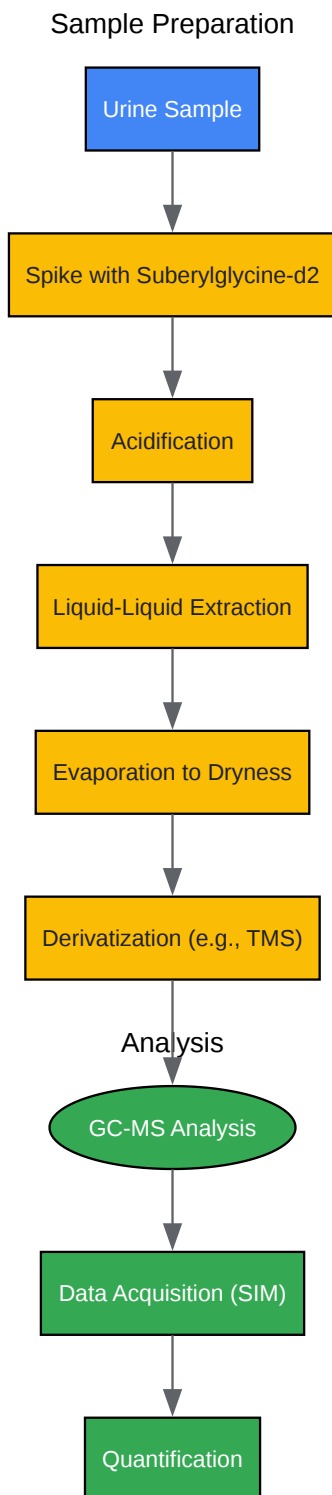 Sample Preparation
Urine Sample
Spike with Suberylglycine-d2
Acidification
Liquid-Liquid Extraction
Evaporation to Dryness
Derivatization (e.g., TMS)
Analysis
GC-MS Analysis
Data Acquisition (SIM)
Quantification